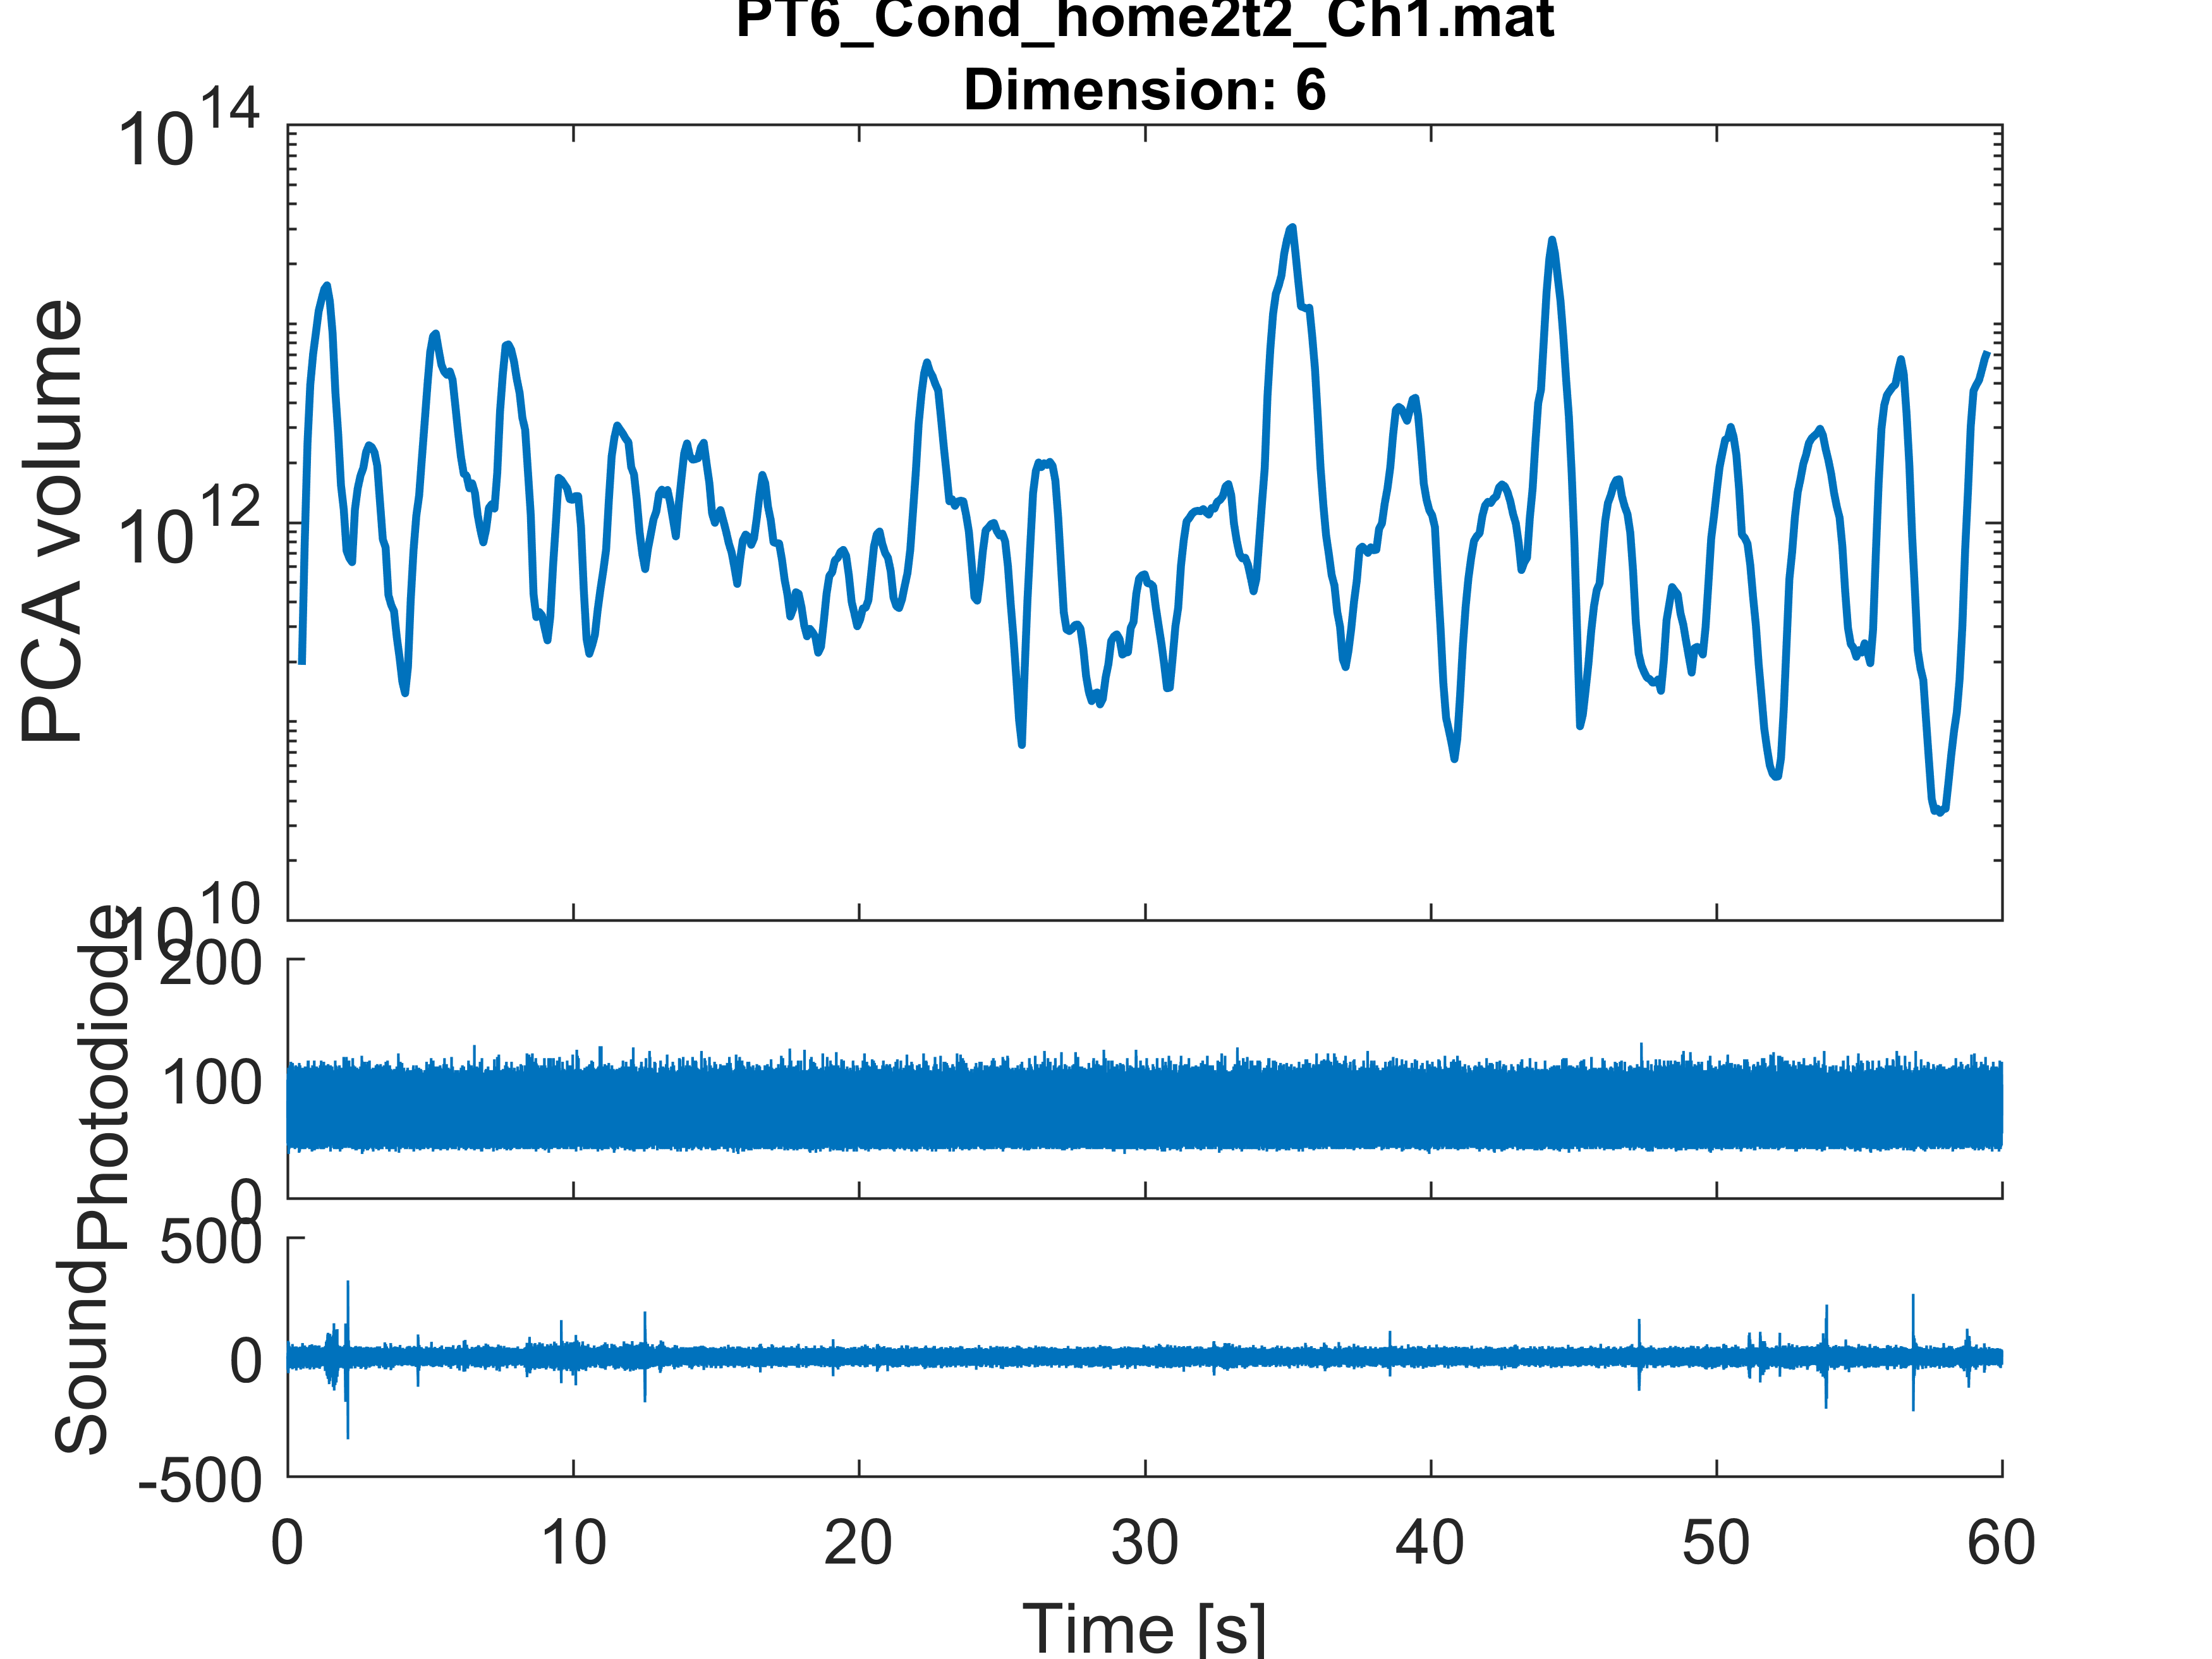 PT6_Cond_home2t2_Ch1.mat
Dimension: 6
10^14
10^12
10^10
PCA volume
200
100
0
Photodiode
500
0
-500
Sound
0 10 20 30 40 50 60
Time [s]